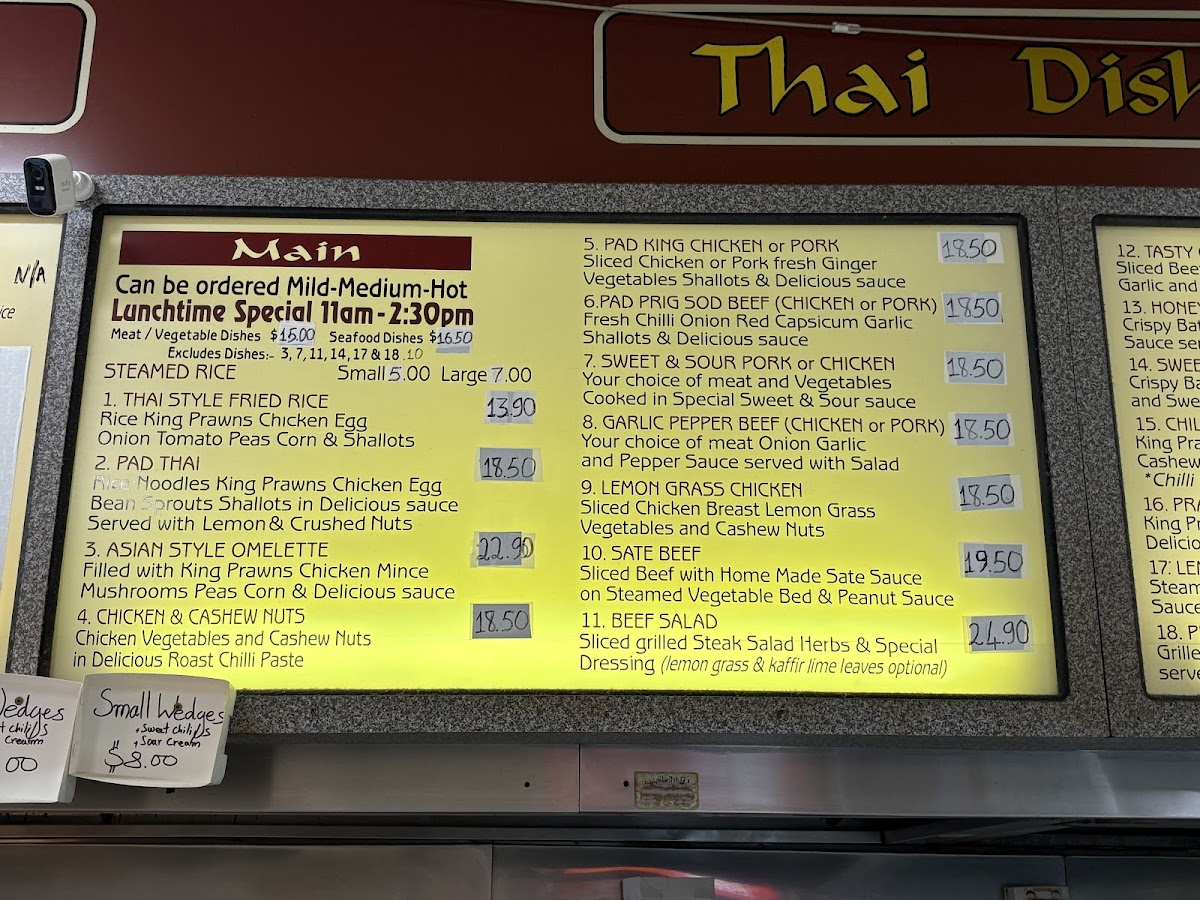 Thai Dish
N/A
Main
Can be ordered Mild-Medium-Hot
Lunchtime Special 11am - 2:30pm
Meat / Vegetable Dishes $15.00 Seafood Dishes $16.50
Excludes Dishes:- 3, 7, 11, 14, 17 & 18 .10
STEAMED RICE Small 5.00 Large 7.00
1. THAI STYLE FRIED RICE 13.90
Rice King Prawns Chicken Egg
Onion Tomato Peas Corn & Shallots
2. PAD THAI 18.50
Rice Noodles King Prawns Chicken Egg
Bean Sprouts Shallots in Delicious sauce
Served with Lemon & Crushed Nuts
3. ASIAN STYLE OMELETTE 22.90
Filled with King Prawns Chicken Mince
Mushrooms Peas Corn & Delicious sauce
4. CHICKEN & CASHEW NUTS 18.50
Chicken Vegetables and Cashew Nuts
in Delicious Roast Chilli Paste
5. PAD KING CHICKEN or PORK 18.50
Sliced Chicken or Pork fresh Ginger
Vegetables Shallots & Delicious sauce
6.PAD PRIG SOD BEEF (CHICKEN or PORK) 18.50
Fresh Chilli Onion Red Capsicum Garlic
Shallots & Delicious sauce
7. SWEET & SOUR PORK or CHICKEN 18.50
Your choice of meat and Vegetables
Cooked in Special Sweet & Sour sauce
8. GARLIC PEPPER BEEF (CHICKEN or PORK) 18.50
Your choice of meat Onion Garlic
and Pepper Sauce served with Salad
9. LEMON GRASS CHICKEN 18.50
Sliced Chicken Breast Lemon Grass
Vegetables and Cashew Nuts
10. SATE BEEF 19.50
Sliced Beef with Home Made Sate Sauce
on Steamed Vegetable Bed & Peanut Sauce
11. BEEF SALAD 24.90
Sliced grilled Steak Salad Herbs & Special
Dressing (lemon grass & kaffir lime leaves optional)
12. TASTY
Sliced Bee
Garlic and
13. HONEY
Crispy Ba
Sauce se
14. SWEE
Crispy Ba
and Swe
15. CHIL
King Pra
Cashew
*Chilli
16. PRA
King Pr
Delicio
17. LEM
Steam
Sauce
18. P
Grille
serve
Wedges
Cream
00
Small Wedges
+ Sweet chilli
+ Sour Cream
$8.00